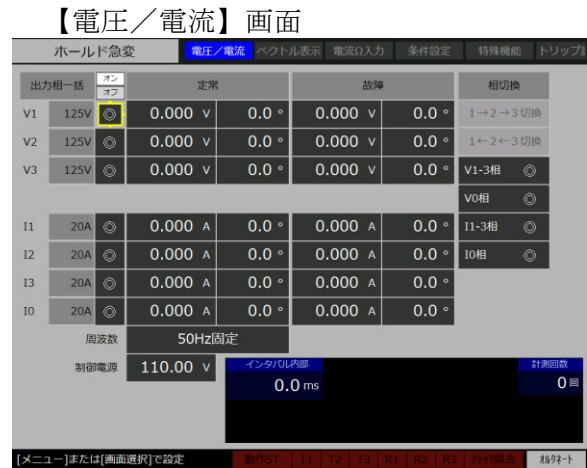 【電圧／電流】画面
ホールド急変 電圧／電流 ベクトル表示 電流Ω入力 条件設定 特殊機能 トリップ
出力相一括 オン オフ 定常 故障 相切換
V1 125V ◎ 0.000 V 0.0 ° 0.000 V 0.0 ° 1→2→3切換
V2 125V ◎ 0.000 V 0.0 ° 0.000 V 0.0 ° 1←2←3切換
V3 125V ◎ 0.000 V 0.0 ° 0.000 V 0.0 ° V1-3相 ◎
V0相 ◎
I1 20A ◎ 0.000 A 0.0 ° 0.000 A 0.0 ° I1-3相 ◎
I2 20A ◎ 0.000 A 0.0 ° 0.000 A 0.0 ° I0相 ◎
I3 20A ◎ 0.000 A 0.0 ° 0.000 A 0.0 °
I0 20A ◎ 0.000 A 0.0 ° 0.000 A 0.0 °
周波数 50Hz固定
制御電源 110.00 V インタバル内部 計測回数
0.0 ms 0 回
[メニュー]または[画面選択]で設定 動作ST T1 T2 T3 R1 R2 R3 ﾁｬﾀﾘ除去 ｵﾙﾀﾈｰﾄ